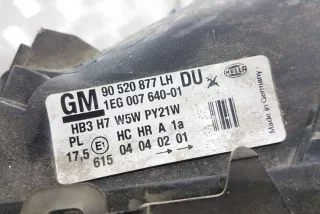 GM 90 520 877 LH DU HELLA
1EG 007 640-01
HB3 H7 W5W PY21W
PL E1 HC HR A 1a
17,5 615 04 04 02 01
Made in Germany